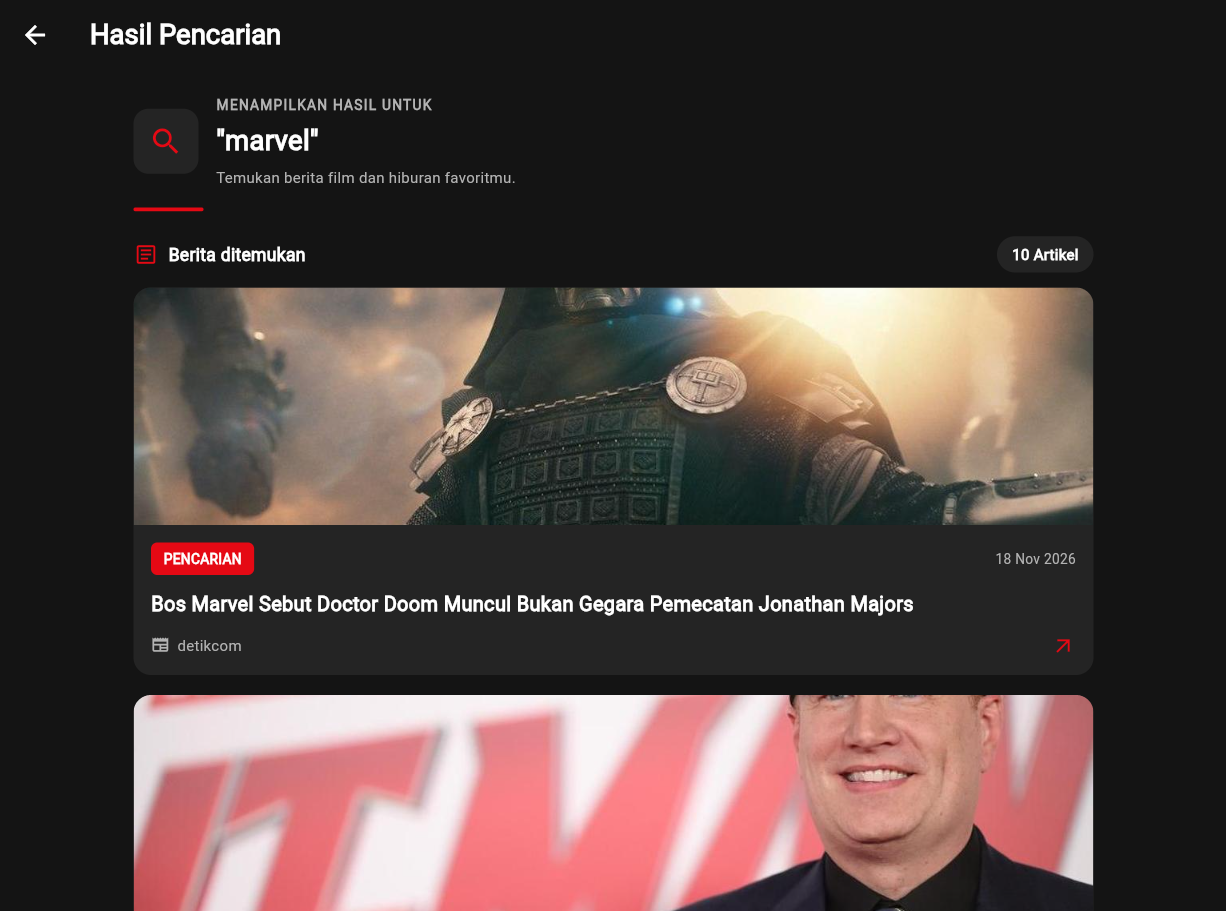 Hasil Pencarian
MENAMPILKAN HASIL UNTUK
"marvel"
Temukan berita film dan hiburan favoritmu.
Berita ditemukan
10 Artikel
PENCARIAN
18 Nov 2026
Bos Marvel Sebut Doctor Doom Muncul Bukan Gegara Pemecatan Jonathan Majors
detikcom